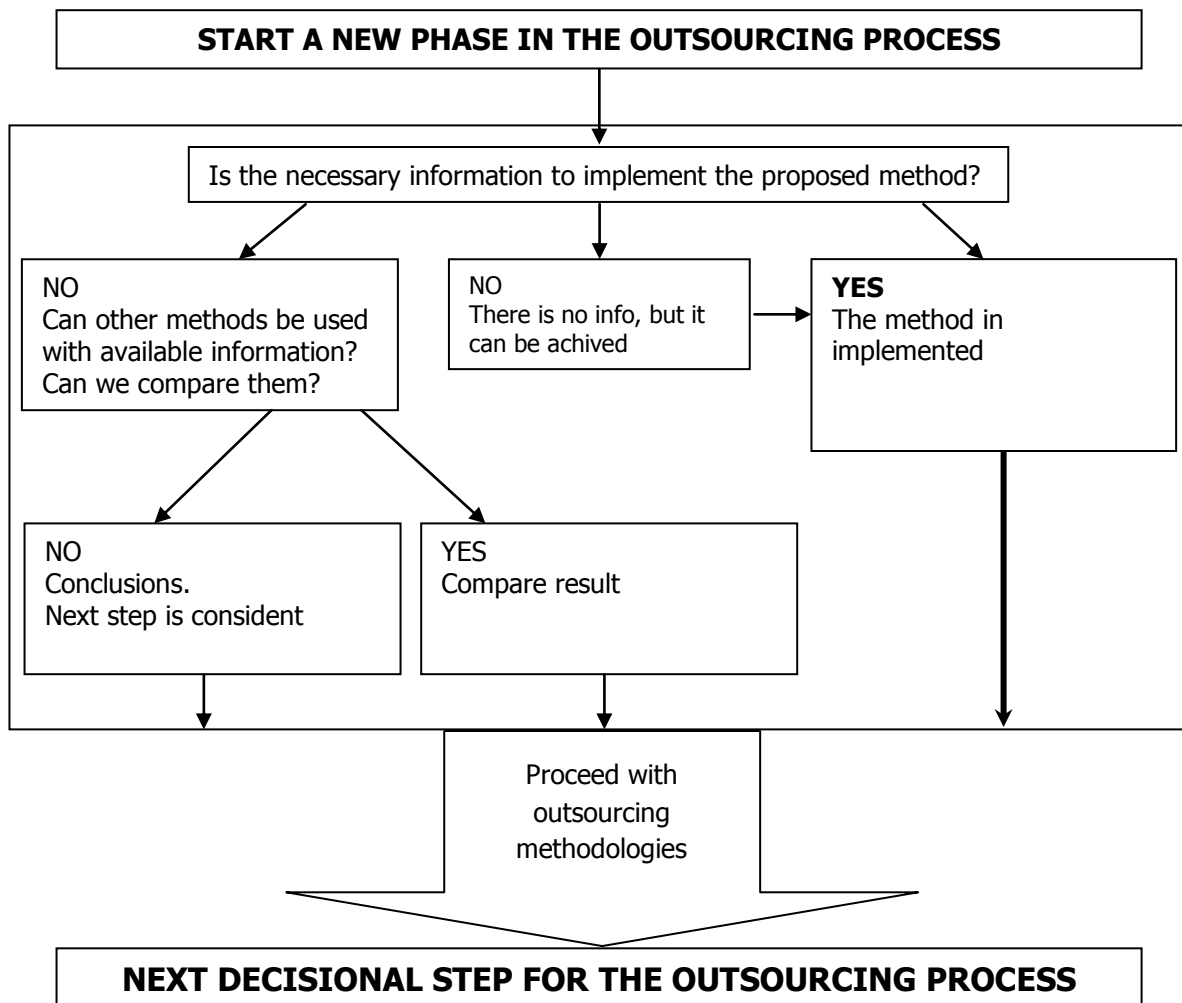 START A NEW PHASE IN THE OUTSOURCING PROCESS
Is the necessary information to implement the proposed method?
NO
Can other methods be used
with available information?
Can we compare them?
NO
There is no info, but it
can be achived
YES
The method in
implemented
NO
Conclusions.
Next step is consident
YES
Compare result
Proceed with
outsourcing
methodologies
NEXT DECISIONAL STEP FOR THE OUTSOURCING PROCESS